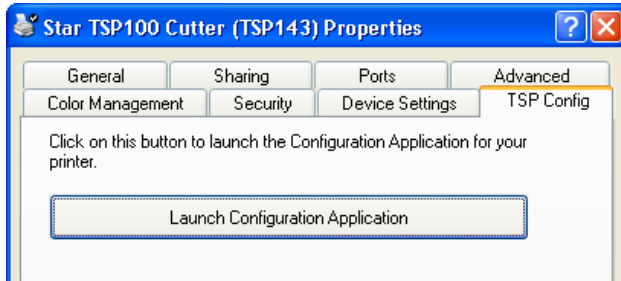 Star TSP100 Cutter (TSP143) Properties
General Sharing Ports Advanced
Color Management Security Device Settings TSP Config
Click on this button to launch the Configuration Application for your
printer.
Launch Configuration Application